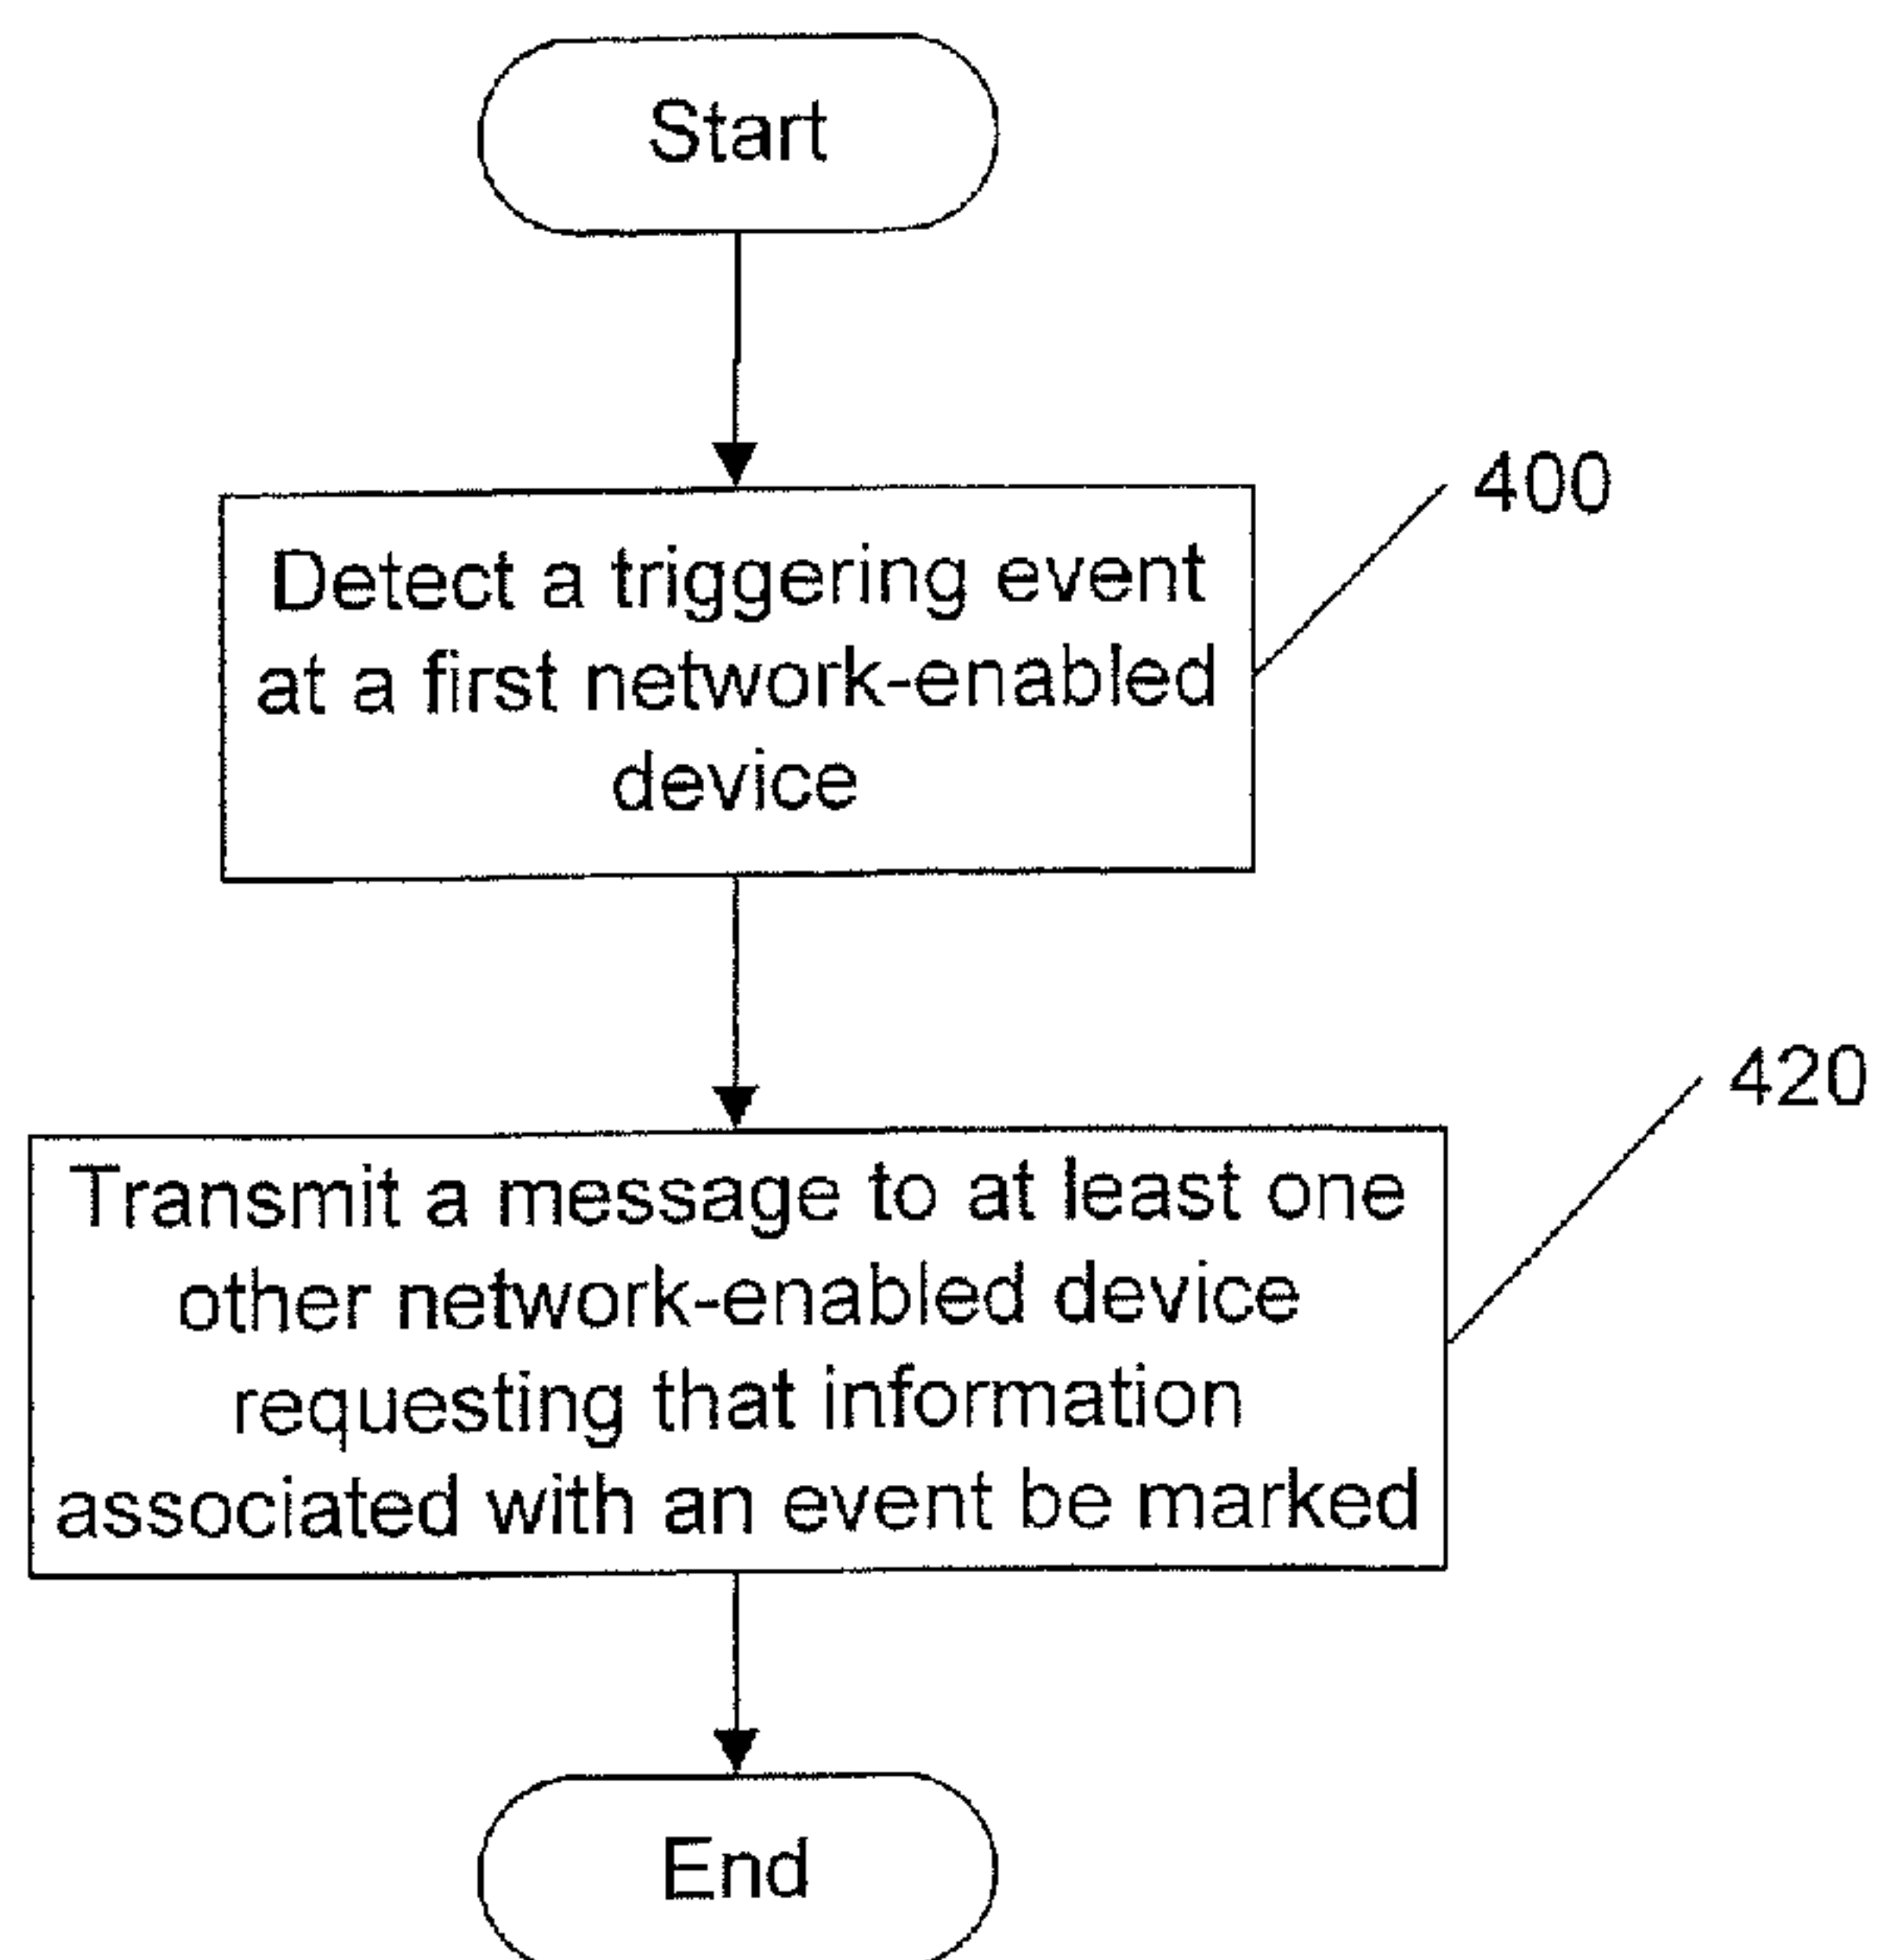 Start
400
Detect a triggering event
at a first network-enabled
device
420
Transmit a message to at least one
other network-enabled device
requesting that information
associated with an event be marked
End